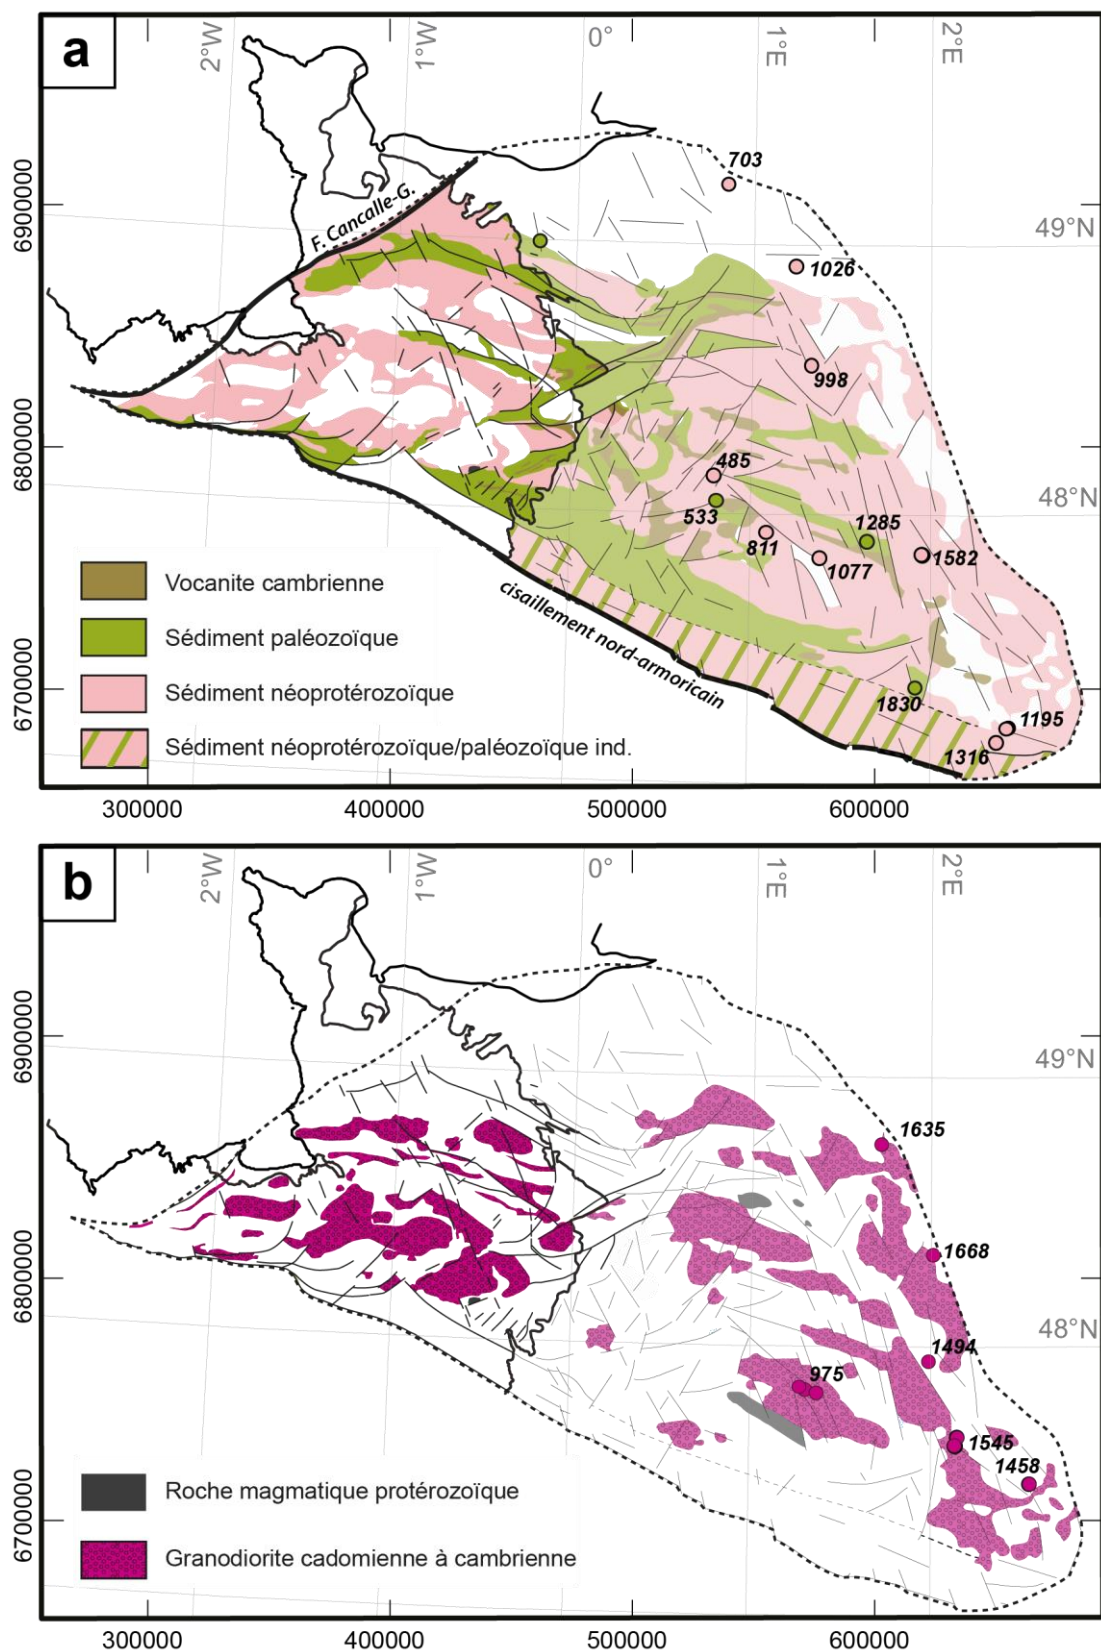 a
2°W
1°W
0°
1°E
2°E
49°N
48°N
6900000
6800000
6700000
F. Cancalle-G.
703
1026
998
485
533
811
1077
1285
1582
1830
1195
1316
cisaillement nord-armoricain
Vocanite cambrienne
Sédiment paléozoïque
Sédiment néoprotérozoïque
Sédiment néoprotérozoïque/paléozoïque ind.
300000
400000
500000
600000
b
2°W
1°W
0°
1°E
2°E
49°N
48°N
6900000
6800000
6700000
1635
1668
1494
975
1545
1458
Roche magmatique protérozoïque
Granodiorite cadomienne à cambrienne
300000
400000
500000
600000